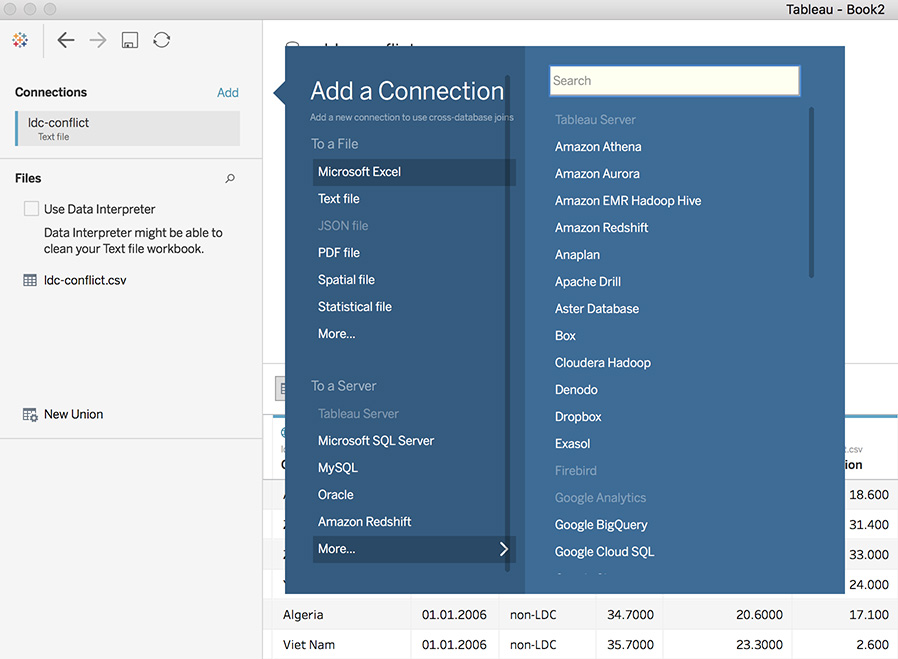 Tableau - Book2
Connections
Add
ldc-conflict
Text file
Files
Use Data Interpreter
Data Interpreter might be able to
clean your Text file workbook.
ldc-conflict.csv
New Union
Add a Connection
Add a new connection to use cross-database joins
To a File
Microsoft Excel
Text file
JSON file
PDF file
Spatial file
Statistical file
More...
To a Server
Tableau Server
Microsoft SQL Server
MySQL
Oracle
Amazon Redshift
More...
Search
Tableau Server
Amazon Athena
Amazon Aurora
Amazon EMR Hadoop Hive
Amazon Redshift
Anaplan
Apache Drill
Aster Database
Box
Cloudera Hadoop
Denodo
Dropbox
Exasol
Firebird
Google Analytics
Google BigQuery
Google Cloud SQL
.csv
ion
18.600
31.400
33.000
24.000
Algeria 01.01.2006 non-LDC 34.7000 20.6000 17.100
Viet Nam 01.01.2006 non-LDC 35.7000 23.3000 2.600